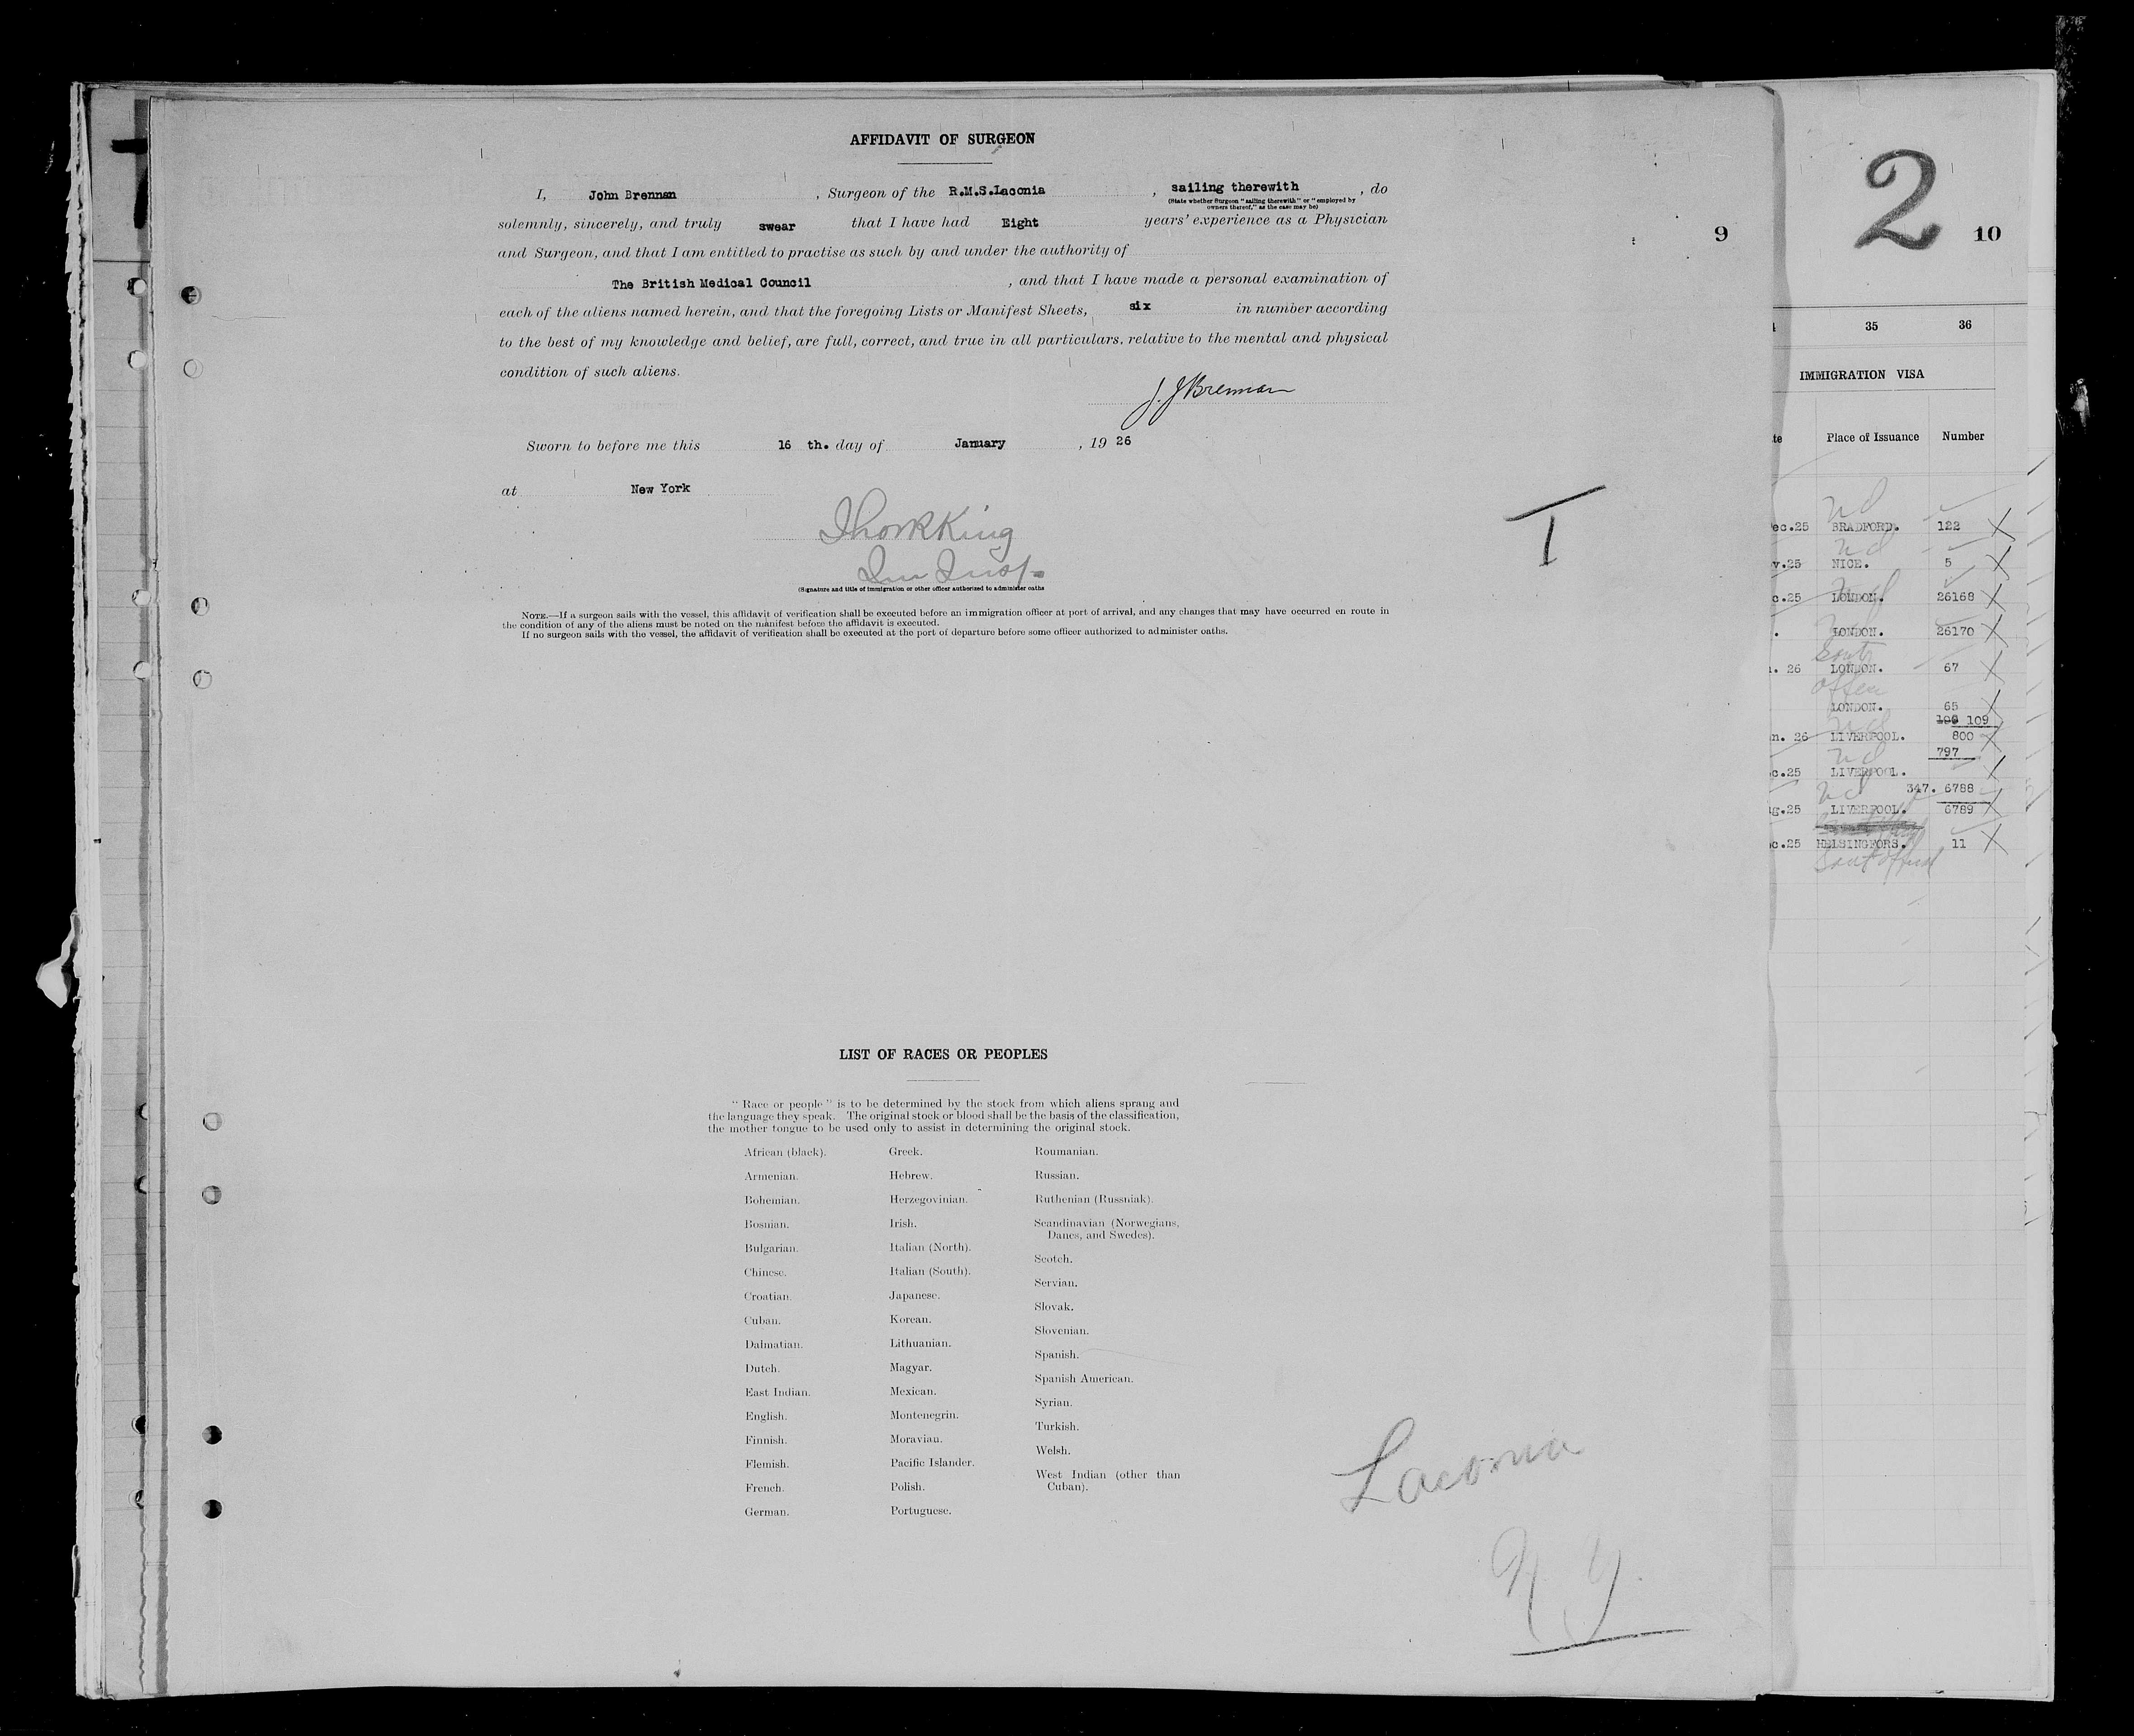 AFFIDAVIT OF SURGEON
I, John Brennan , Surgeon of the R.M.S.Laconia , sailing therewith , do
(State whether Surgeon "sailing therewith" or "employed by
owners thereof," as the case may be)
solemnly, sincerely, and truly swear that I have had Eight years' experience as a Physician
and Surgeon, and that I am entitled to practise as such by and under the authority of
The British Medical Council , and that I have made a personal examination of
each of the aliens named herein, and that the foregoing Lists or Manifest Sheets, six in number according
to the best of my knowledge and belief, are full, correct, and true in all particulars, relative to the mental and physical
condition of such aliens.
J. J Brennan
Sworn to before me this 16 th. day of January , 19 26
at New York
King
Im Insp
(Signature and title of immigration or other officer authorized to administer oaths
NOTE.—If a surgeon sails with the vessel, this affidavit of verification shall be executed before an immigration officer at port of arrival, and any changes that may have occurred en route in
the condition of any of the aliens must be noted on the manifest before the affidavit is executed.
If no surgeon sails with the vessel, the affidavit of verification shall be executed at the port of departure before some officer authorized to administer oaths.
T
LIST OF RACES OR PEOPLES
"Race or people" is to be determined by the stock from which aliens sprang and
the language they speak. The original stock or blood shall be the basis of the classification,
the mother tongue to be used only to assist in determining the original stock.
African (black).
Armenian.
Bohemian.
Bosnian.
Bulgarian.
Chinese.
Croatian.
Cuban.
Dalmatian.
Dutch.
East Indian.
English.
Finnish.
Flemish.
French.
German.
Greek.
Hebrew.
Herzegovinian.
Irish.
Italian (North).
Italian (South).
Japanese.
Korean.
Lithuanian.
Magyar.
Mexican.
Montenegrin.
Moravian.
Pacific Islander.
Polish.
Portuguese.
Roumanian.
Russian.
Ruthenian (Russniak).
Scandinavian (Norwegians,
Danes, and Swedes).
Scotch.
Servian.
Slovak.
Slovenian.
Spanish.
Spanish American.
Syrian.
Turkish.
Welsh.
West Indian (other than
Cuban).
Laconia
N Y.
9
2
10
35 36
IMMIGRATION VISA
te Place of Issuance Number
ec.25 BRADFORD. 122 X
v.25 NICE. 5 X
c.25 LONDON. 26168 X
. LONDON. 26170 X
. 26 LONDON. 67 X
LONDON. 65
109
n. 26 LIVERPOOL. 800 X
797
c.25 LIVERPOOL. X
347. 6788
g.25 LIVERPOOL. 6789 X
c.25 HELSINGFORS. 11 X